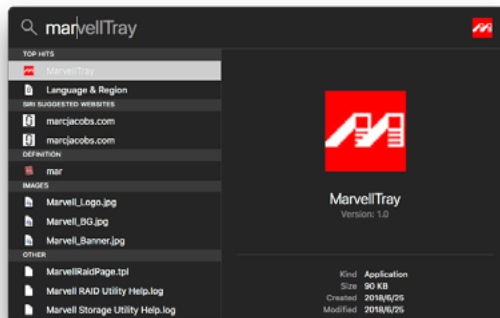 marvellTray
TOP HITS
MarvellTray
Language & Region
SIRI SUGGESTED WEBSITES
marcjacobs.com
marcjacobs.com
DEFINITION
mar
IMAGES
Marvell_Logo.jpg
Marvell_BG.jpg
Marvell_Banner.jpg
OTHER
MarvellRaidPage.tpl
Marvell RAID Utility Help.log
Marvell Storage Utility Help.log
MarvellTray
Version: 1.0
Kind Application
Size 90 KB
Created 2018/6/25
Modified 2018/6/25